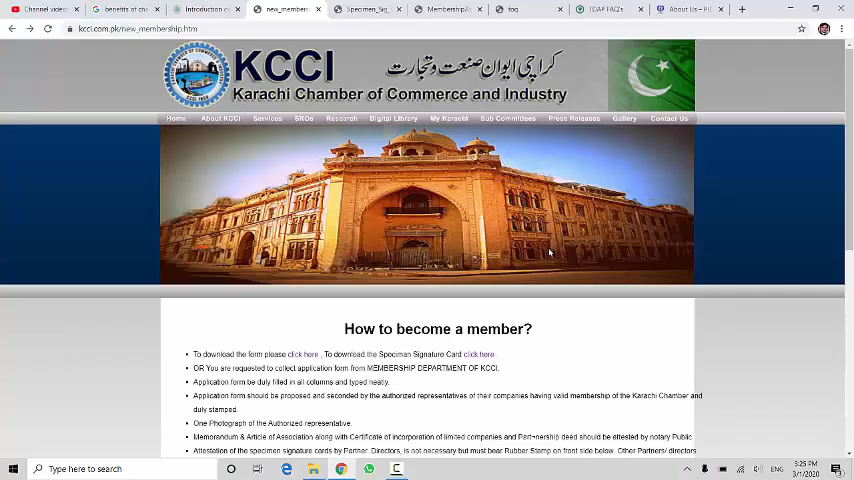 Channel video
benefits of cha
Introduction o
new_members
Specimen_Sig_
MembershipA
faq
TDAP FAQ's
About Us – Pi
kcci.com.pk/new_membership.htm
KCCI
کراچی ایوان صنعت و تجارت
Karachi Chamber of Commerce and Industry
Home About KCCI Services SROs Research Digital Library My Karachi Sub Committees Press Releases Gallery Contact Us
How to become a member?
To download the form please click here , To download the Speciman Signature Card click here .
OR You are requested to collect application form from MEMBERSHIP DEPARTMENT OF KCCI.
Application form be duly filled in all columns and typed neatly.
Application form should be proposed and seconded by the authorized representatives of their companies having valid membership of the Karachi Chamber and
duly stamped.
One Photograph of the Authorized representative.
Memorandum & Article of Association along with Certificate of incorporation of limited companies and Part¬nership deed should be attested by notary Public.
Attestation of the specimen signature cards by Partner, Directors, is not necessary but must bear Rubber Stamp on front side below. Other Partners/ directors
Type here to search
ENG
3:25 PM
3/1/2020